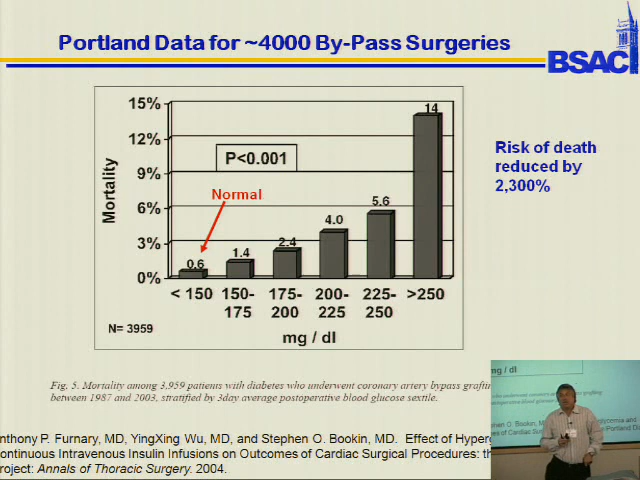 Portland Data for ~4000 By-Pass Surgeries
BSAC
15%
12%
9%
6%
3%
0%
Mortality
P<0.001
Normal
0.6
1.4
2.4
4.0
5.6
14
< 150
150-
175
175-
200
200-
225
225-
250
>250
N= 3959
mg / dl
Risk of death
reduced by
2,300%
Fig. 5. Mortality among 3,959 patients with diabetes who underwent coronary artery bypass graftin
between 1987 and 2003, stratified by 3day average postoperative blood glucose sextile.
nthony P. Furnary, MD, YingXing Wu, MD, and Stephen O. Bookin, MD. Effect of Hyperg
ontinuous Intravenous Insulin Infusions on Outcomes of Cardiac Surgical Procedures: th
roject: Annals of Thoracic Surgery. 2004.
mg / dl